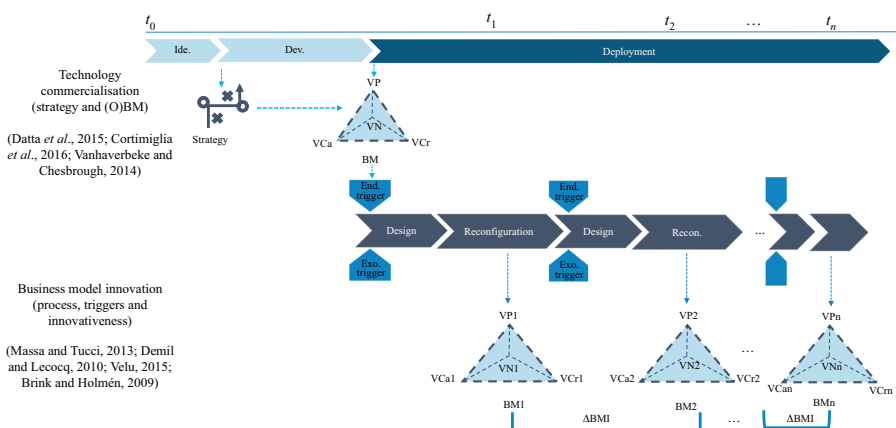 t0 t1 t2 ... tn
Ide. Dev. Deployment
Technology
commercialisation
(strategy and (O)BM)
(Datta et al., 2015; Cortimiglia
et al., 2016; Vanhaverbeke and
Chesbrough, 2014)
Strategy
VP
VN
VCa VCr
BM
End.
trigger
End.
trigger
Design Reconfiguration Design Recon. ...
Exo.
trigger
Exo.
trigger
Business model innovation
(process, triggers and
innovativeness)
(Massa and Tucci, 2013; Demil
and Lecocq, 2010; Velu, 2015;
Brink and Holmén, 2009)
VP1 VP2 VPn
...
VN1 VN2 VNn
VCa1 VCr1 VCa2 VCr2 VCan VCrn
BM1 BM2 BMn
ΔBMI ... ΔBMI